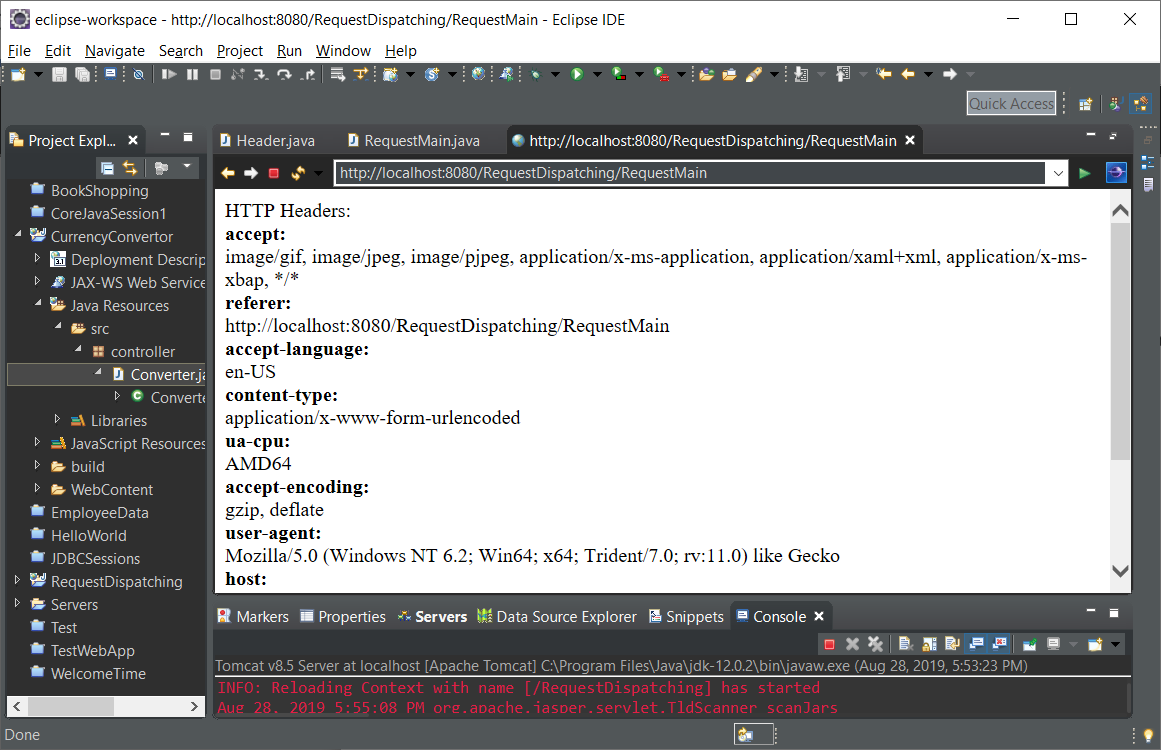 eclipse-workspace - http://localhost:8080/RequestDispatching/RequestMain - Eclipse IDE
File Edit Navigate Search Project Run Window Help
Quick Access
Project Expl...
Header.java RequestMain.java http://localhost:8080/RequestDispatching/RequestMain
http://localhost:8080/RequestDispatching/RequestMain
BookShopping
CoreJavaSession1
CurrencyConvertor
Deployment Descrip
JAX-WS Web Service
Java Resources
src
controller
Converter.ja
Converte
Libraries
JavaScript Resources
build
WebContent
EmployeeData
HelloWorld
JDBCSessions
RequestDispatching
Servers
Test
TestWebApp
WelcomeTime
HTTP Headers:
accept:
image/gif, image/jpeg, image/pjpeg, application/x-ms-application, application/xaml+xml, application/x-ms-
xbap, */*
referer:
http://localhost:8080/RequestDispatching/RequestMain
accept-language:
en-US
content-type:
application/x-www-form-urlencoded
ua-cpu:
AMD64
accept-encoding:
gzip, deflate
user-agent:
Mozilla/5.0 (Windows NT 6.2; Win64; x64; Trident/7.0; rv:11.0) like Gecko
host:
Markers Properties Servers Data Source Explorer Snippets Console
Tomcat v8.5 Server at localhost [Apache Tomcat] C:\Program Files\Java\jdk-12.0.2\bin\javaw.exe (Aug 28, 2019, 5:53:23 PM)
INFO: Reloading Context with name [/RequestDispatching] has started
Aug 28, 2019 5:55:08 PM org.apache.jasper.servlet.TldScanner scanJars
Done